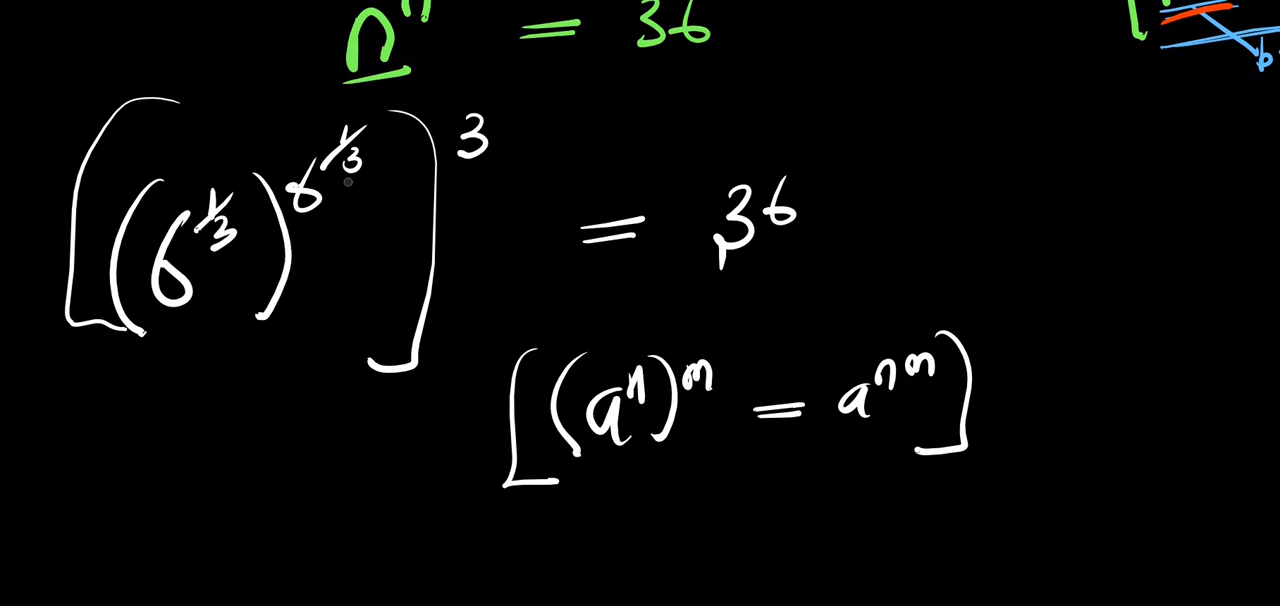 n^n = 36
[(6^{1/3})^{6^{1/3}}]^3 = 36
[(a^n)^m = a^{nm}]